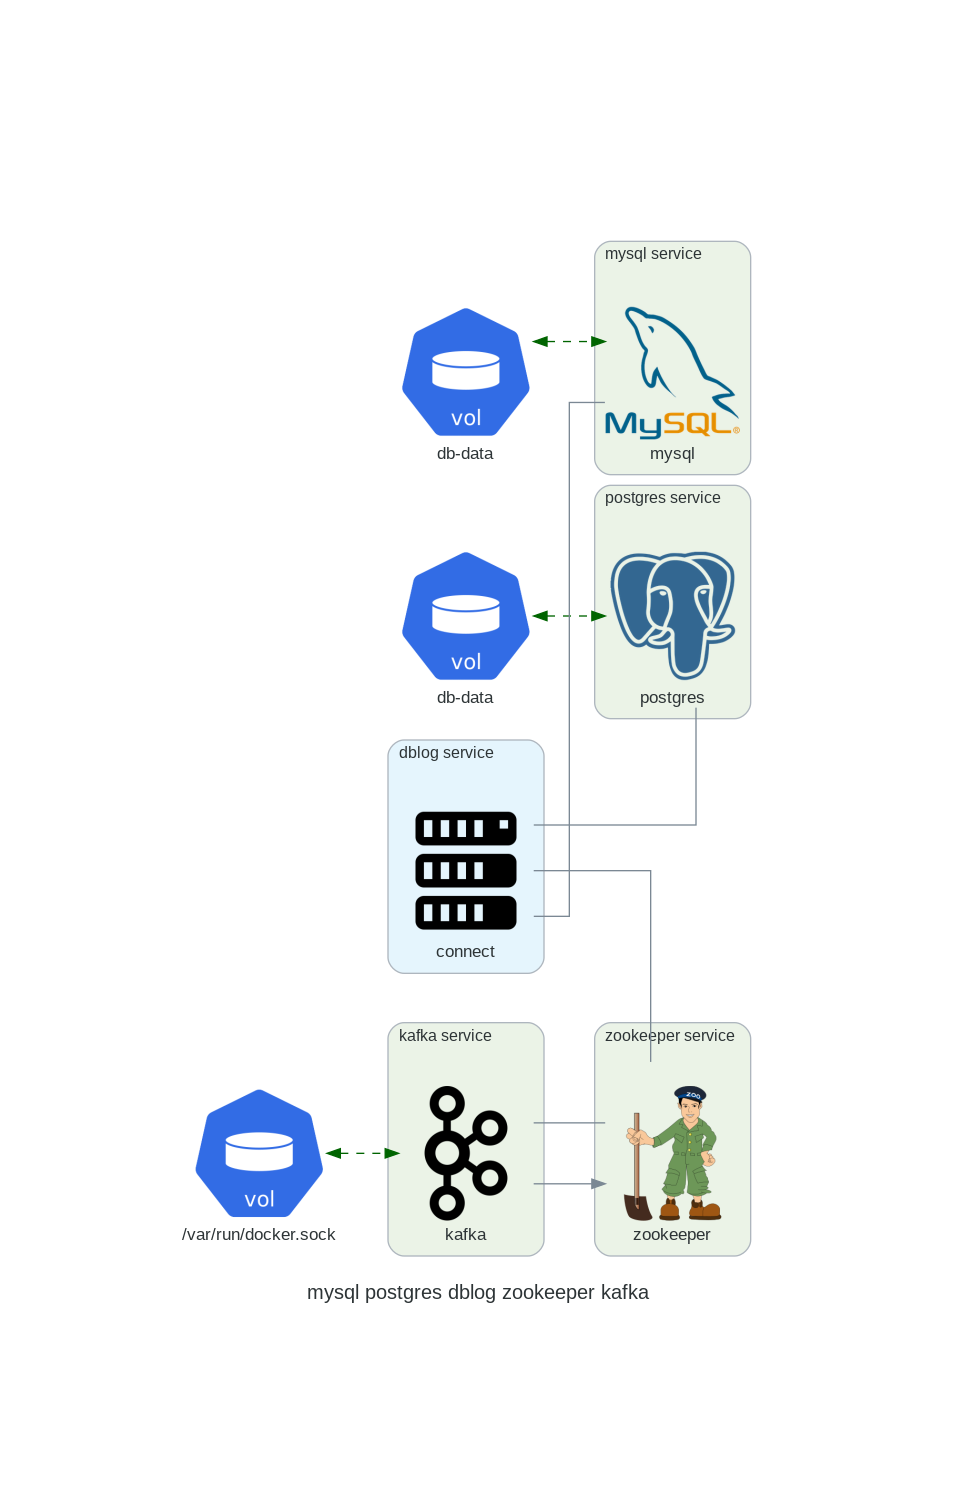 mysql service
MySQL®
mysql
vol
db-data
postgres service
postgres
vol
db-data
dblog service
connect
kafka service
kafka
zookeeper service
ZOO
zookeeper
vol
/var/run/docker.sock
mysql postgres dblog zookeeper kafka